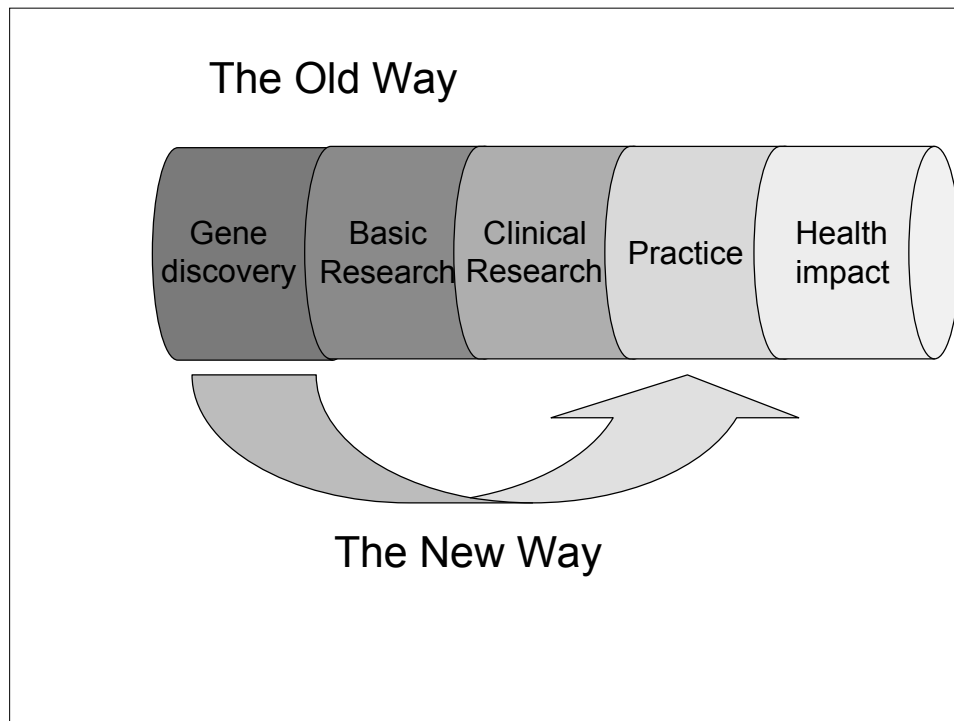 The Old Way
Gene
discovery
Basic
Research
Clinical
Research
Practice
Health
impact
The New Way